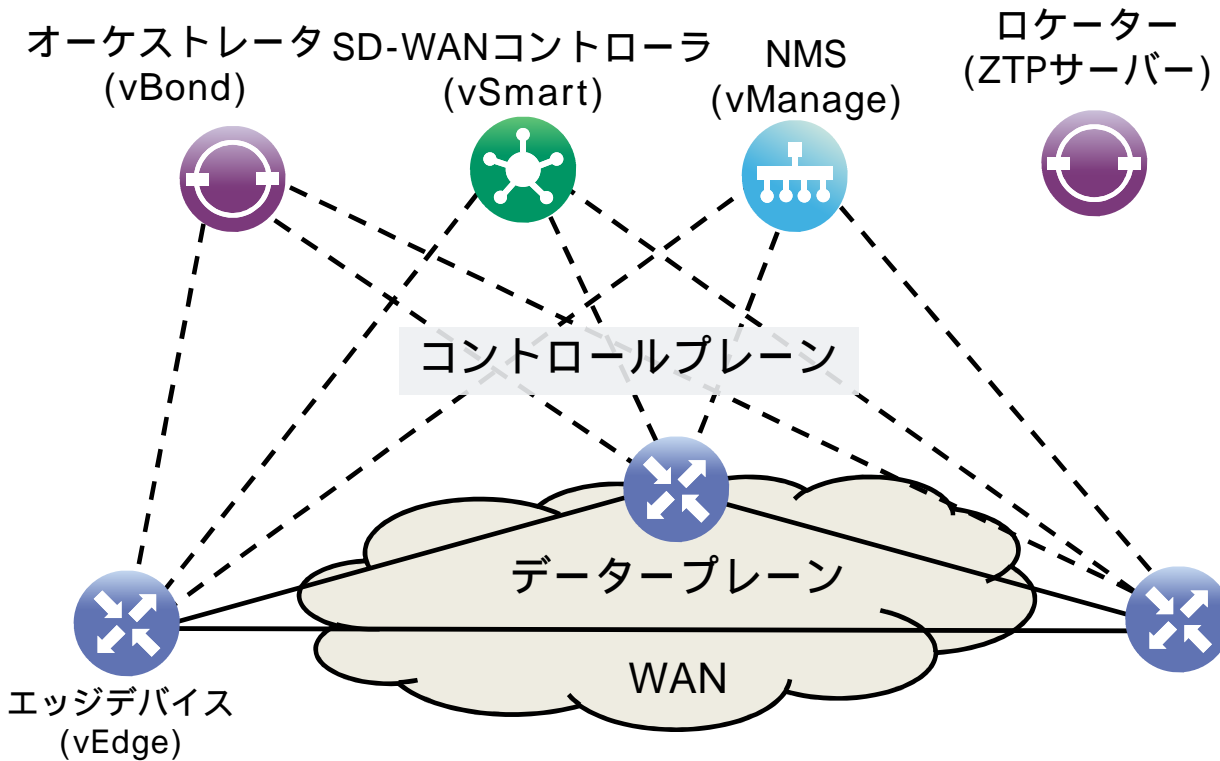 オーケストレータ
(vBond)
SD-WANコントローラ
(vSmart)
NMS
(vManage)
ロケーター
(ZTPサーバー)
コントロールプレーン
データープレーン
WAN
エッジデバイス
(vEdge)